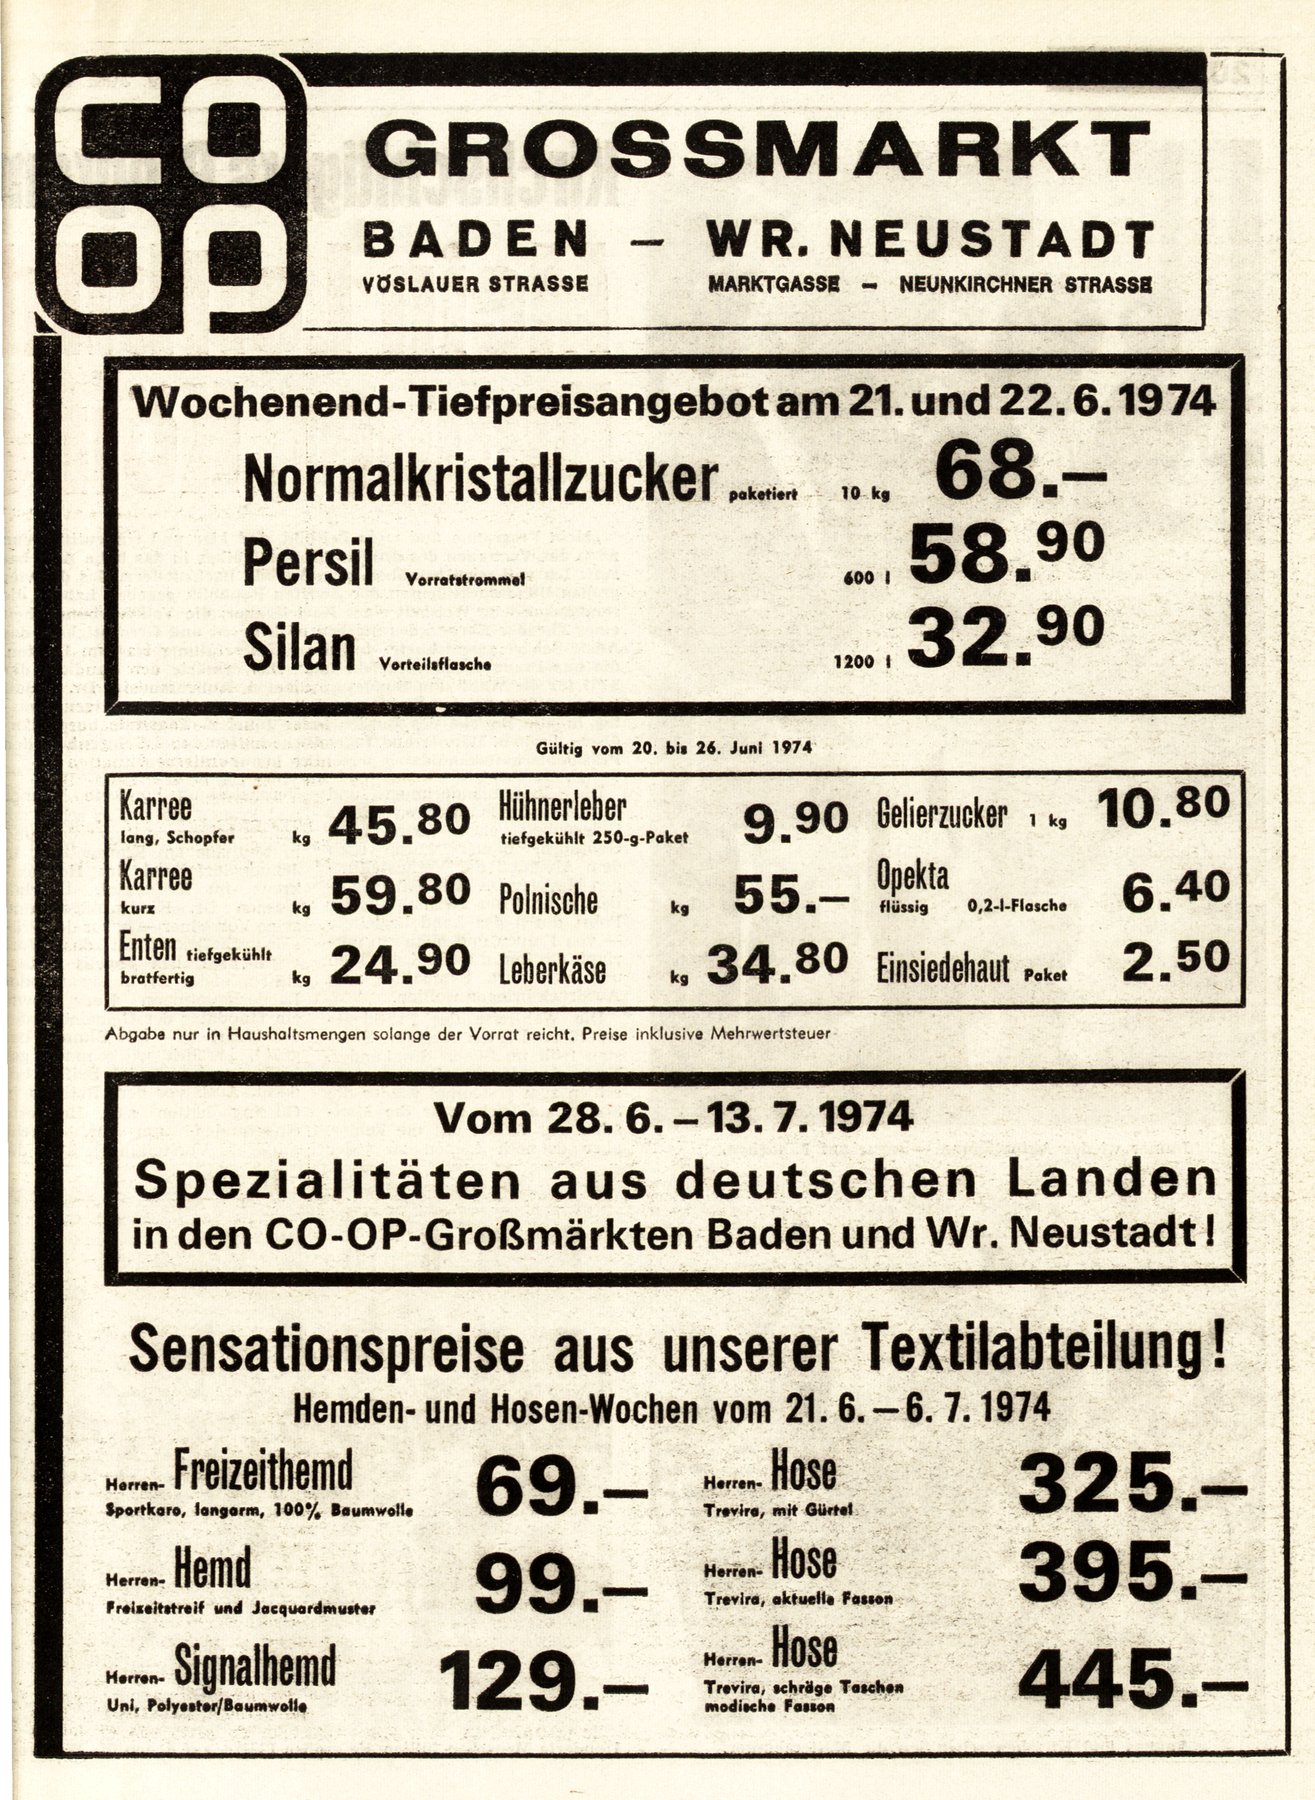 CO
OP
GROSSMARKT
BADEN – WR. NEUSTADT
VÖSLAUER STRASSE MARKTGASSE – NEUNKIRCHNER STRASSE
Wochenend-Tiefpreisangebot am 21. und 22. 6. 1974
Normalkristallzucker paketiert 10 kg 68.–
Persil Vorratstrommel 600 l 58.90
Silan Vorteilsflasche 1200 l 32.90
Gültig vom 20. bis 26. Juni 1974
Karree
lang, Schopfer kg 45.80
Karree
kurz kg 59.80
Enten tiefgekühlt
bratfertig kg 24.90
Hühnerleber
tiefgekühlt 250-g-Paket 9.90
Polnische kg 55.–
Leberkäse kg 34.80
Gelierzucker 1 kg 10.80
Opekta
flüssig 0,2-l-Flasche 6.40
Einsiedehaut Paket 2.50
Abgabe nur in Haushaltsmengen solange der Vorrat reicht. Preise inklusive Mehrwertsteuer
Vom 28. 6. – 13. 7. 1974
Spezialitäten aus deutschen Landen
in den CO-OP-Großmärkten Baden und Wr. Neustadt!
Sensationspreise aus unserer Textilabteilung!
Hemden- und Hosen-Wochen vom 21. 6. – 6. 7. 1974
Herren- Freizeithemd 69.–
Sportkaro, langarm, 100% Baumwolle
Herren- Hemd 99.–
Freizeitstreif und Jacquardmuster
Herren- Signalhemd 129.–
Uni, Polyester/Baumwolle
Herren- Hose 325.–
Trevira, mit Gürtel
Herren- Hose 395.–
Trevira, aktuelle Fasson
Herren- Hose 445.–
Trevira, schräge Taschen
modische Fasson